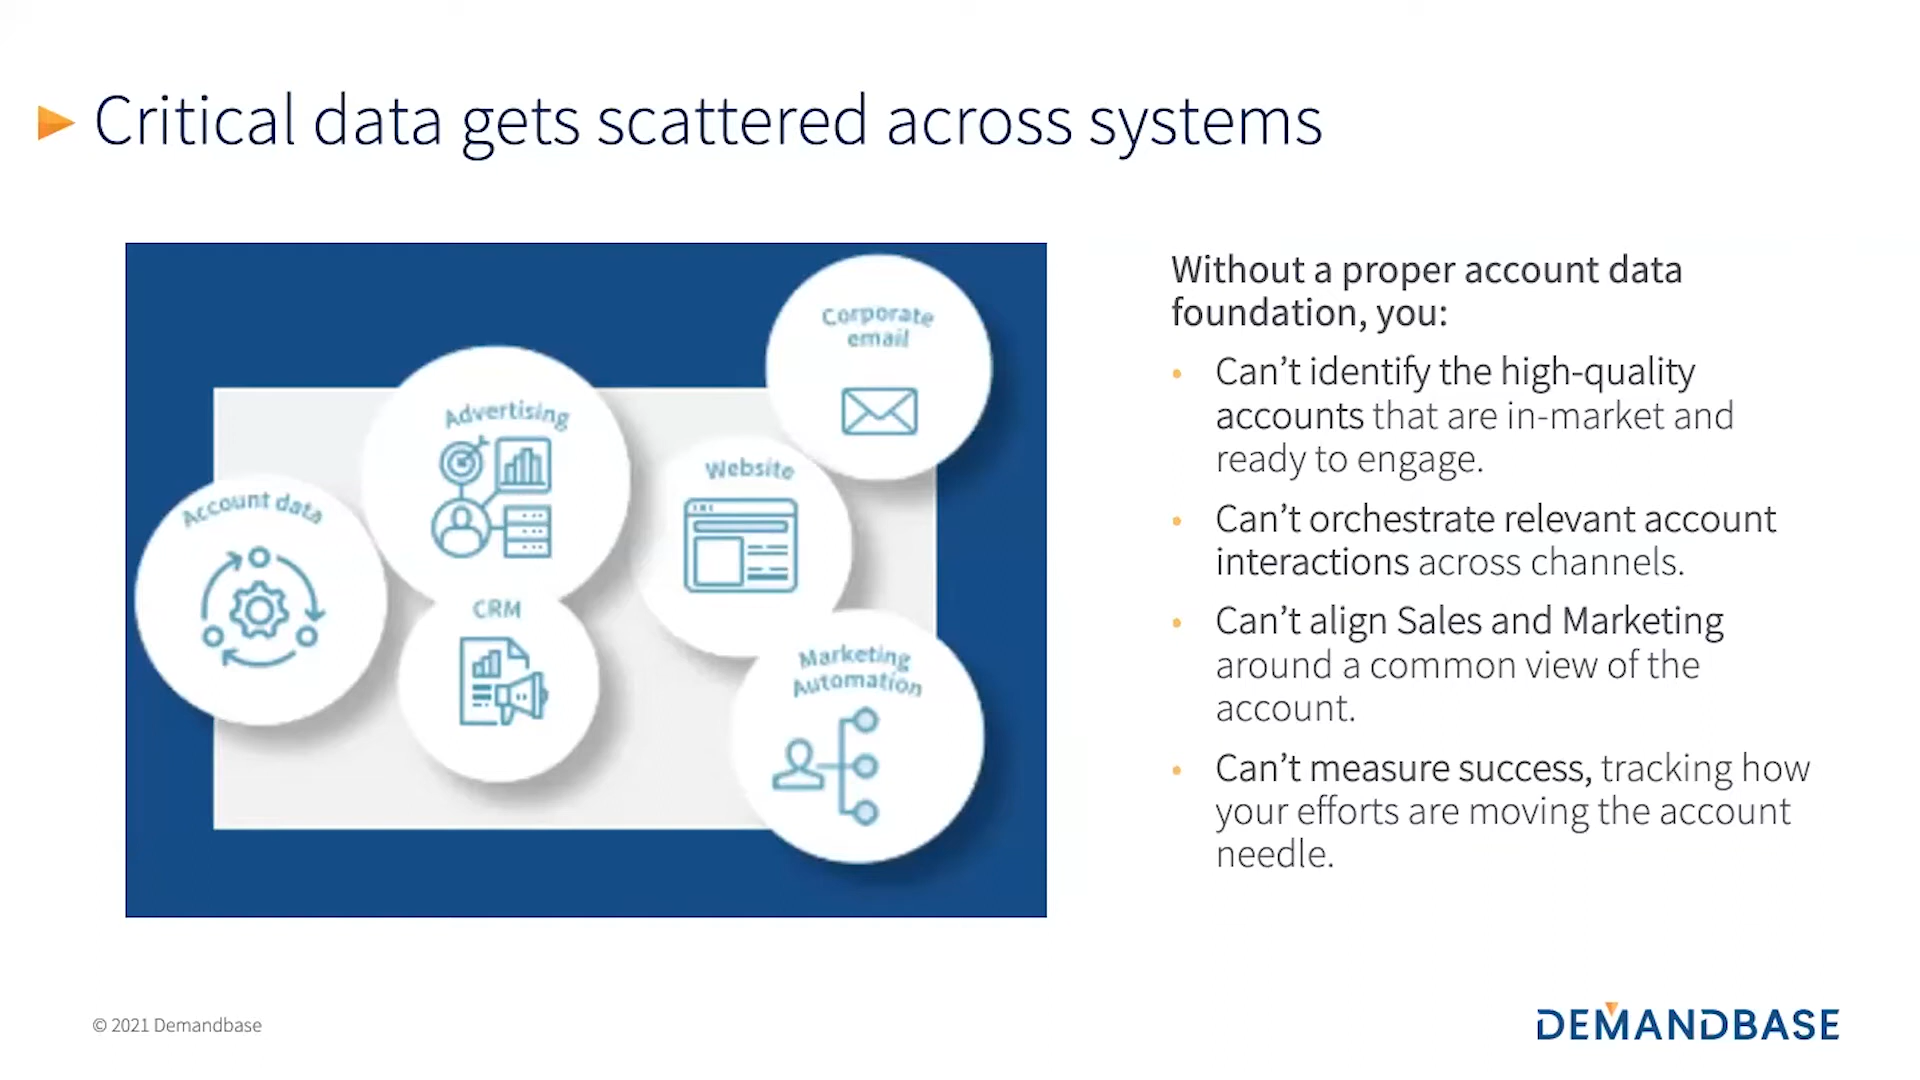 Critical data gets scattered across systems
Corporate
email
Advertising
Website
Account data
CRM
Marketing
Automation
Without a proper account data
foundation, you:
• Can’t identify the high-quality
accounts that are in-market and
ready to engage.
• Can’t orchestrate relevant account
interactions across channels.
• Can’t align Sales and Marketing
around a common view of the
account.
• Can’t measure success, tracking how
your efforts are moving the account
needle.
© 2021 Demandbase
DEMANDBASE